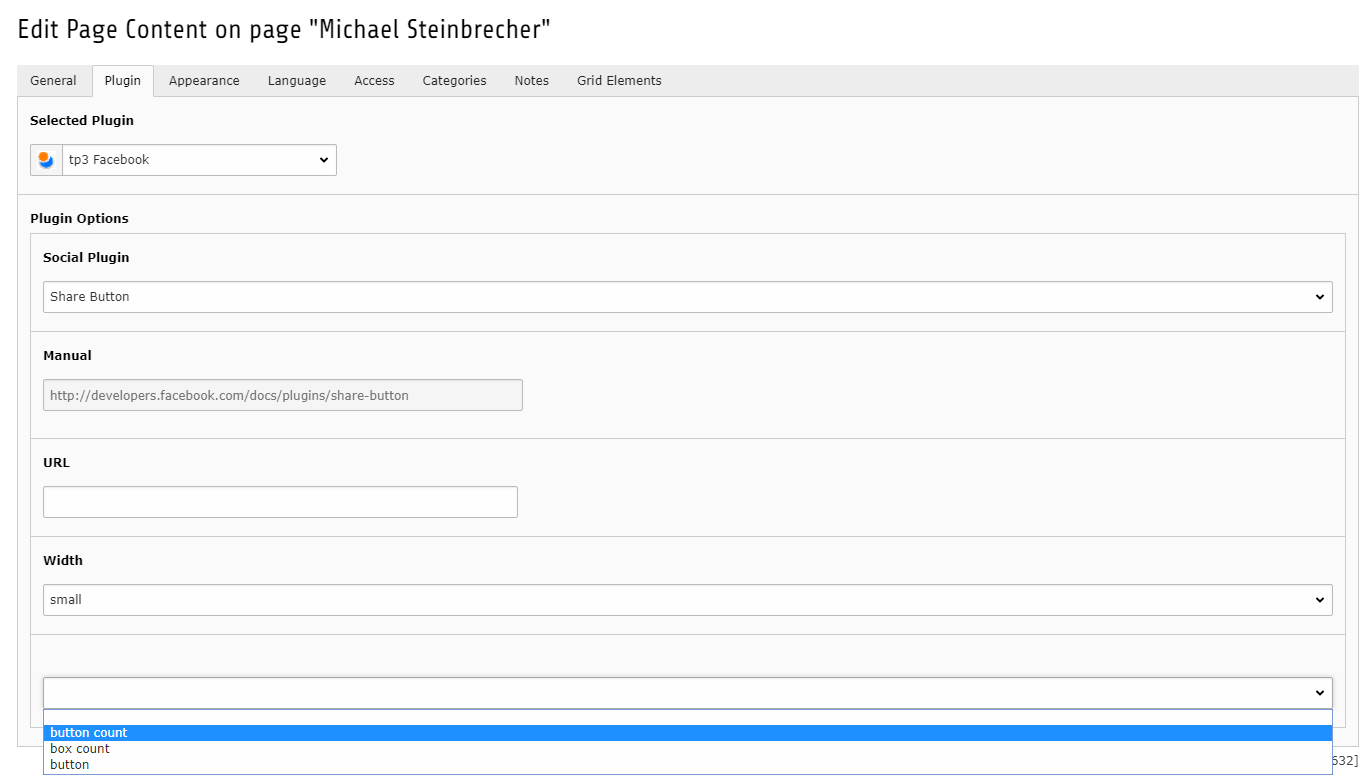 Edit Page Content on page "Michael Steinbrecher"
General Plugin Appearance Language Access Categories Notes Grid Elements
Selected Plugin
tp3 Facebook
Plugin Options
Social Plugin
Share Button
Manual
http://developers.facebook.com/docs/plugins/share-button
URL
Width
small
button count
box count
button
632]